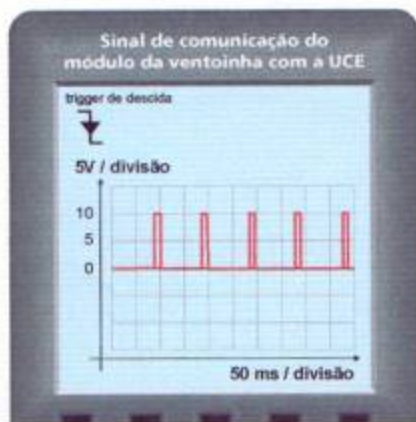 Sinal de comunicação do
módulo da ventoinha com a UCE
trigger de descida
5V / divisão
10
5
0
50 ms / divisão